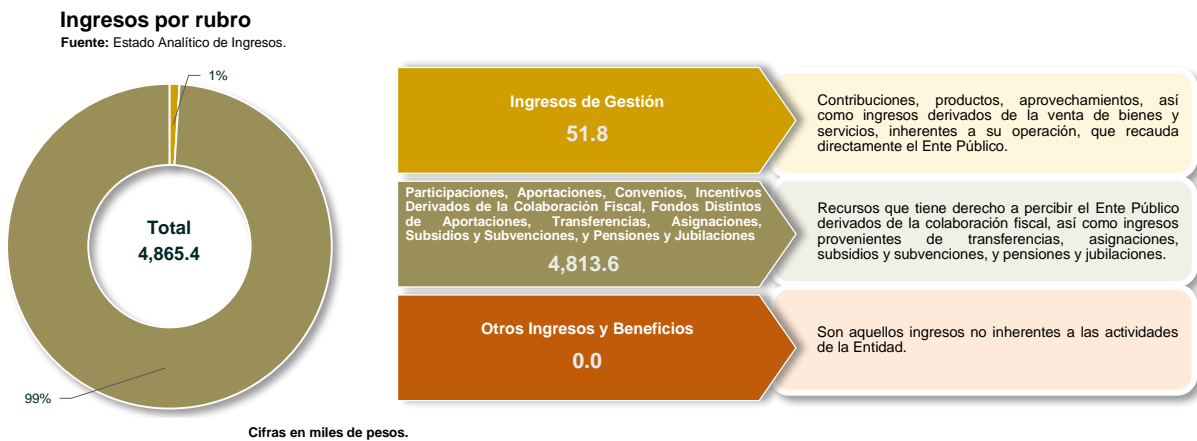 Ingresos por rubro
Fuente: Estado Analítico de Ingresos.
1%
Total
4,865.4
99%
Ingresos de Gestión
51.8
Contribuciones, productos, aprovechamientos, así
como ingresos derivados de la venta de bienes y
servicios, inherentes a su operación, que recauda
directamente el Ente Público.
Participaciones, Aportaciones, Convenios, Incentivos
Derivados de la Colaboración Fiscal, Fondos Distintos
de Aportaciones, Transferencias, Asignaciones,
Subsidios y Subvenciones, y Pensiones y Jubilaciones
4,813.6
Recursos que tiene derecho a percibir el Ente Público
derivados de la colaboración fiscal, así como ingresos
provenientes de transferencias, asignaciones,
subsidios y subvenciones, y pensiones y jubilaciones.
Otros Ingresos y Beneficios
0.0
Son aquellos ingresos no inherentes a las actividades
de la Entidad.
Cifras en miles de pesos.